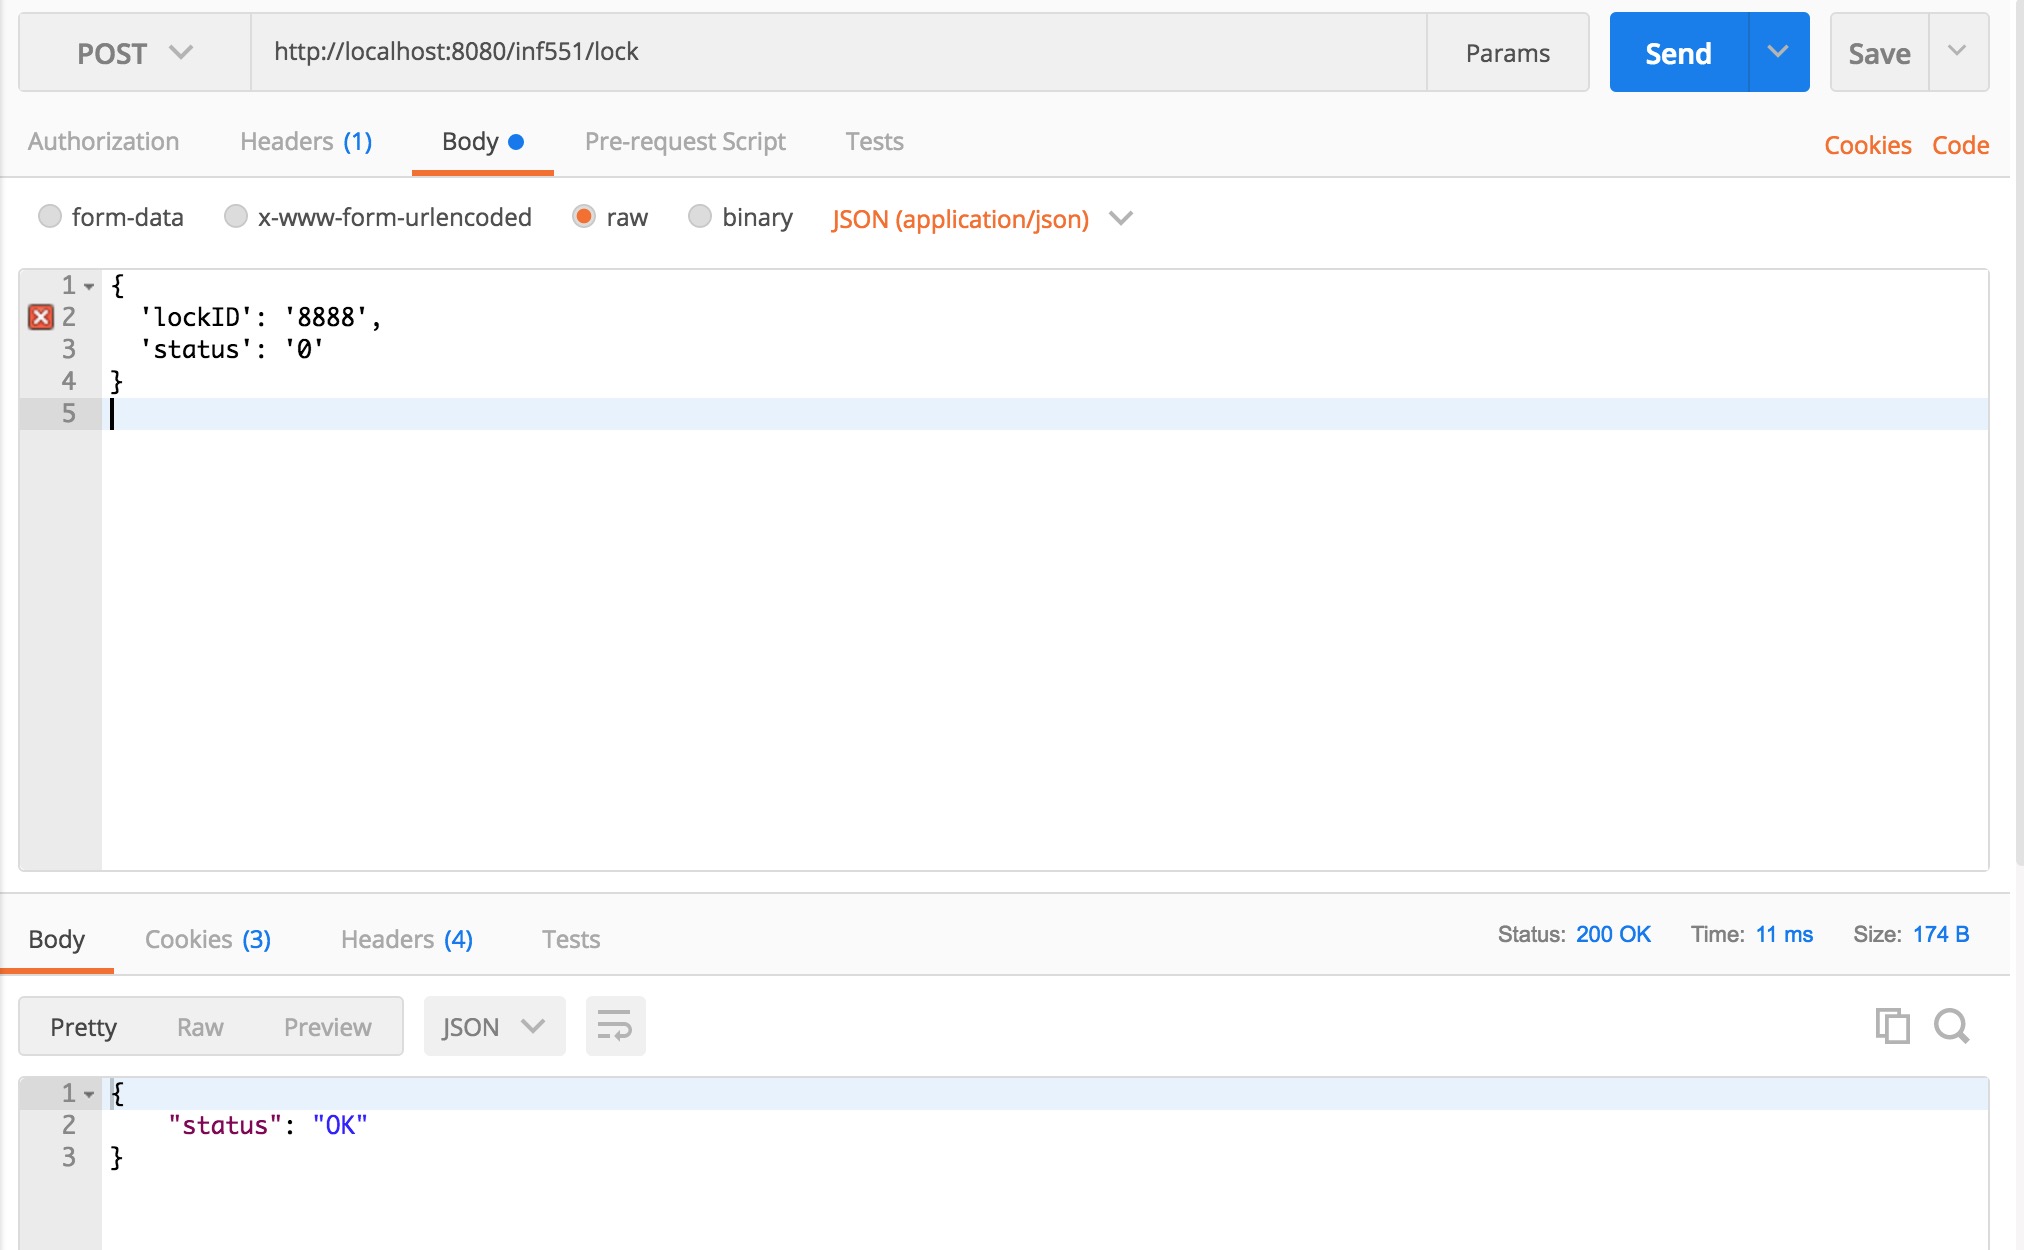 POST http://localhost:8080/inf551/lock Params Send Save
Authorization Headers (1) Body Pre-request Script Tests Cookies Code
form-data x-www-form-urlencoded raw binary JSON (application/json)
1 {
2 'lockID': '8888',
3 'status': '0'
4 }
5
Body Cookies (3) Headers (4) Tests Status: 200 OK Time: 11 ms Size: 174 B
Pretty Raw Preview JSON
1 {
2 "status": "OK"
3 }